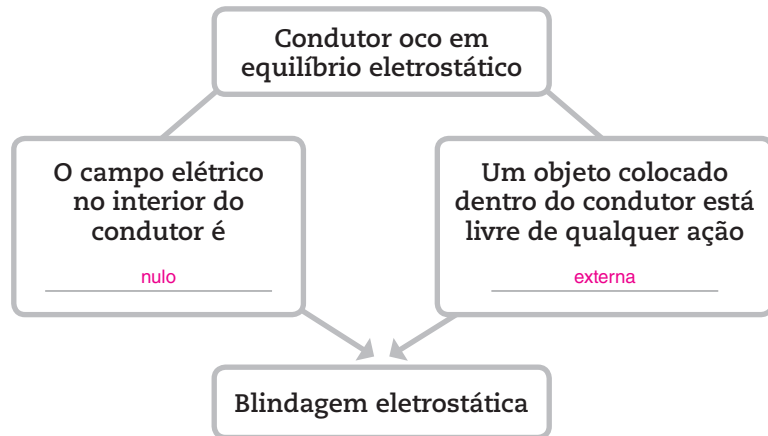 Condutor oco em
equilíbrio eletrostático
O campo elétrico
no interior do
condutor é
nulo
Um objeto colocado
dentro do condutor está
livre de qualquer ação
externa
Blindagem eletrostática